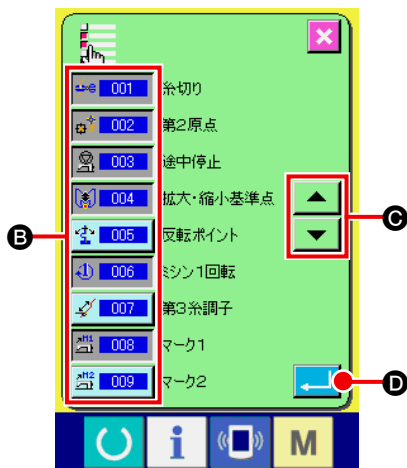 001 糸切り
002 第2原点
003 途中停止
004 拡大・縮小基準点
005 反転ポイント
006 ミシン1回転
007 第3糸調子
M1 008 マーク1
M2 009 マーク2
B
C
D
i
M